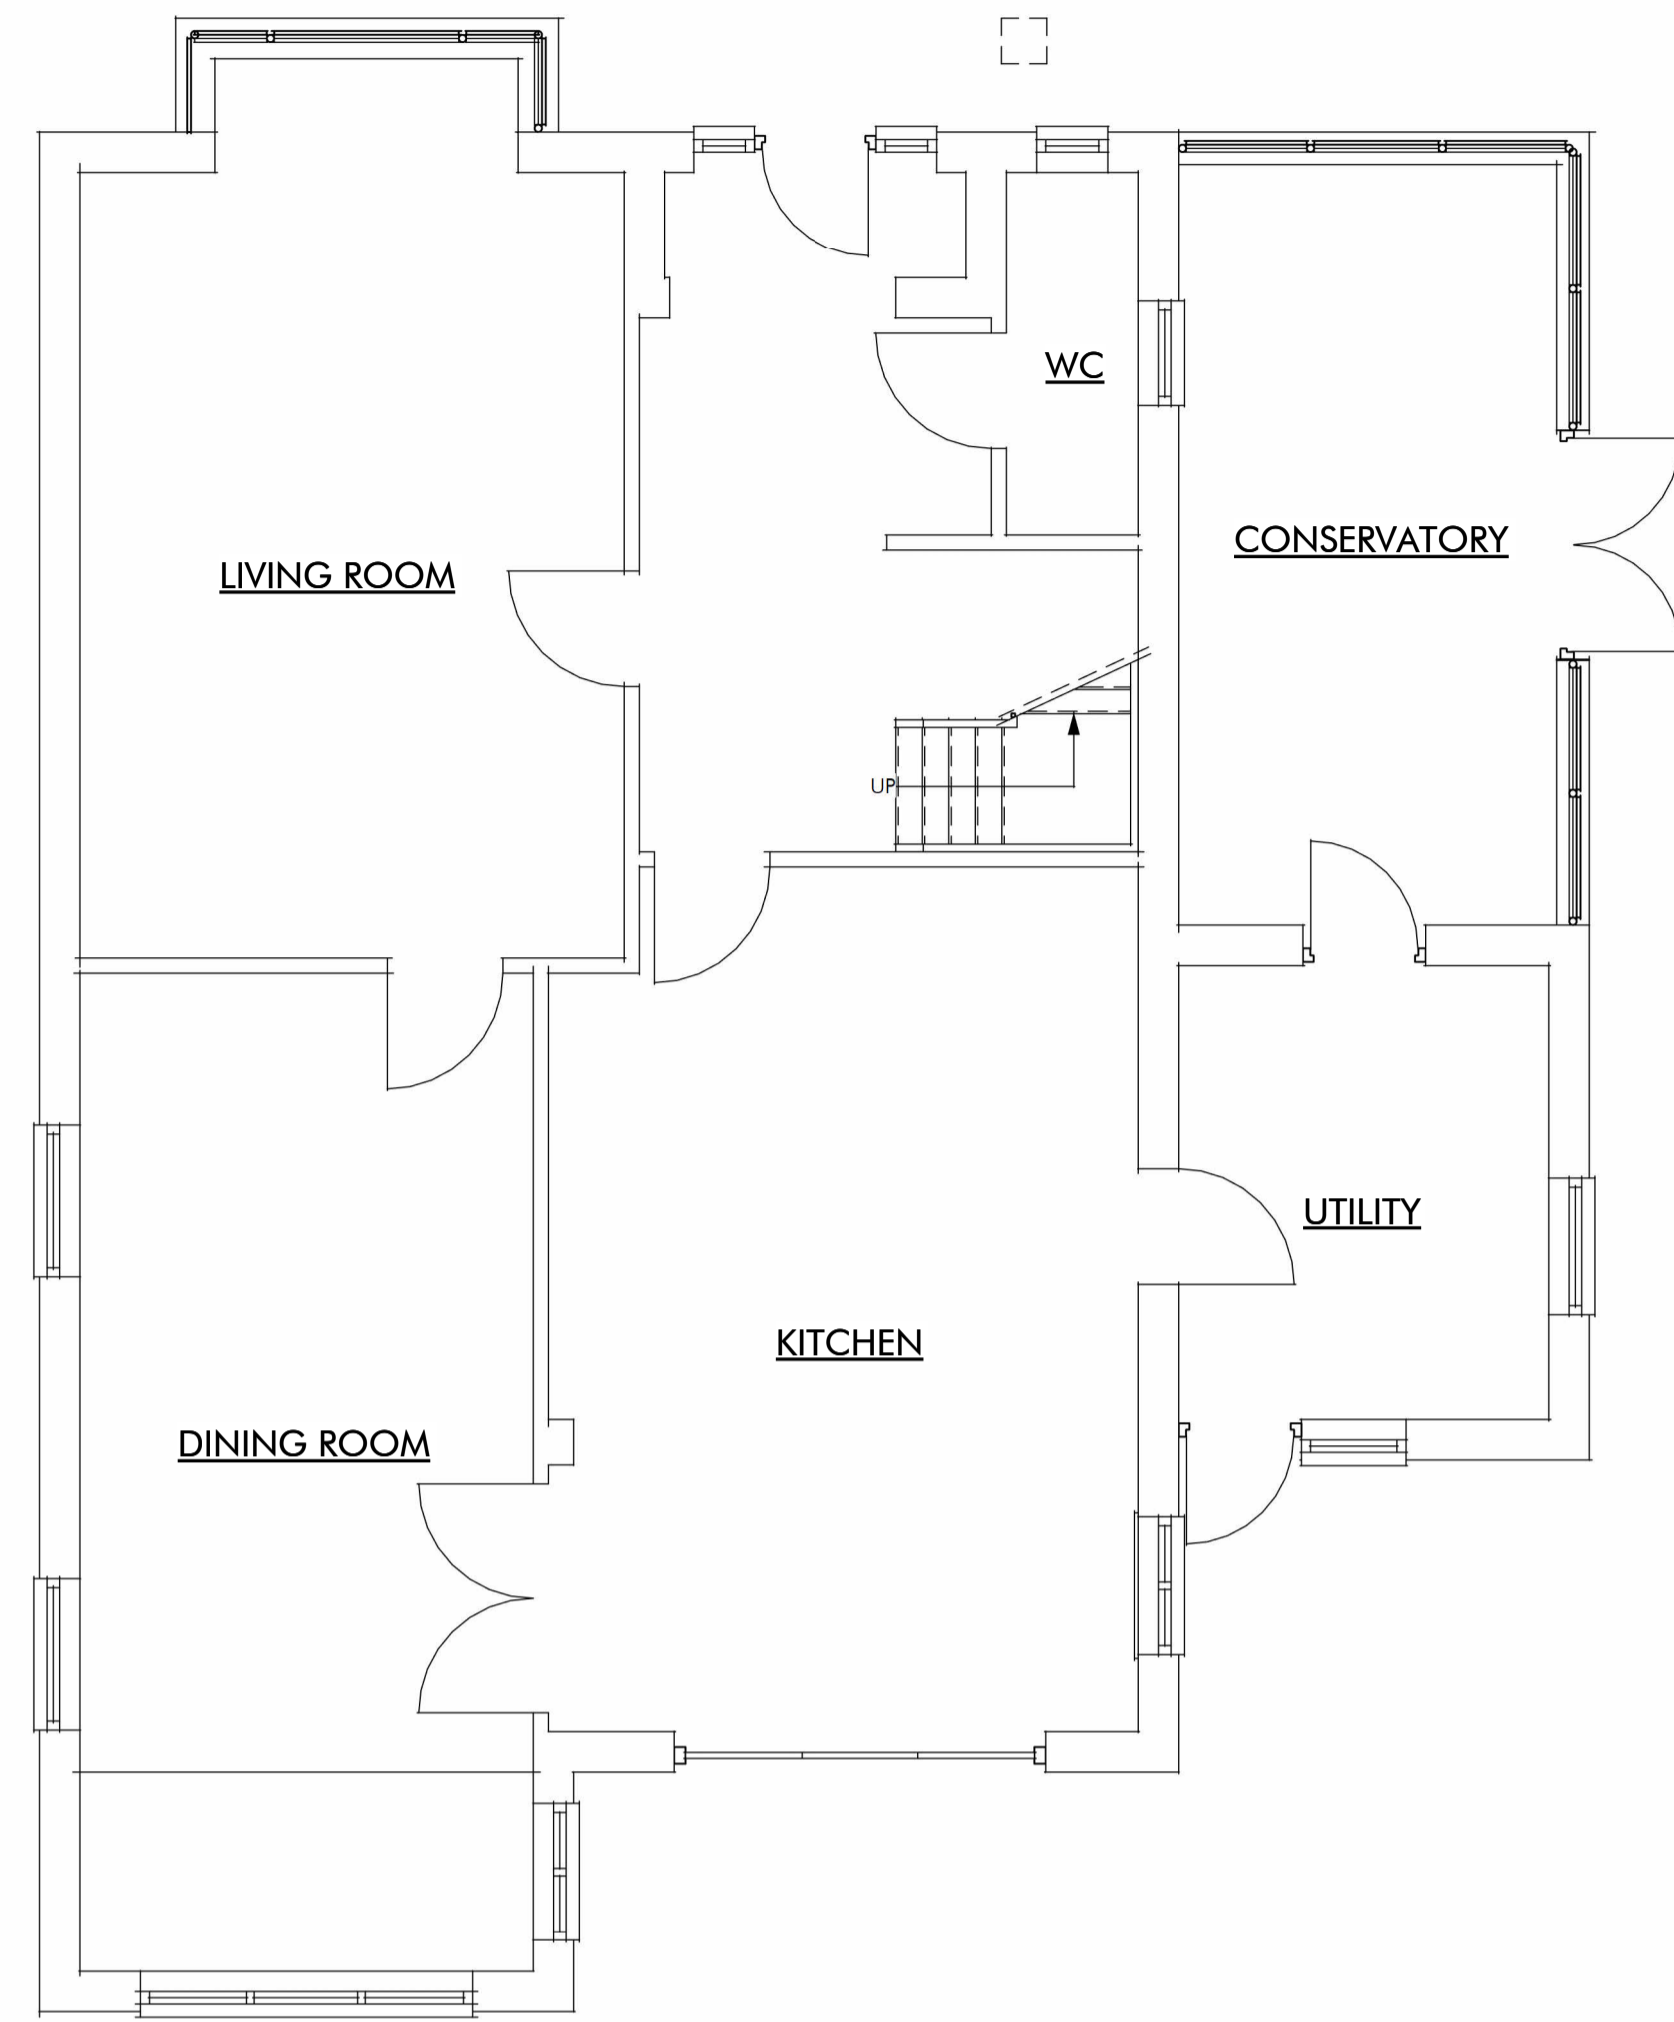 WC
CONSERVATORY
LIVING ROOM
UP
UTILITY
KITCHEN
DINING ROOM